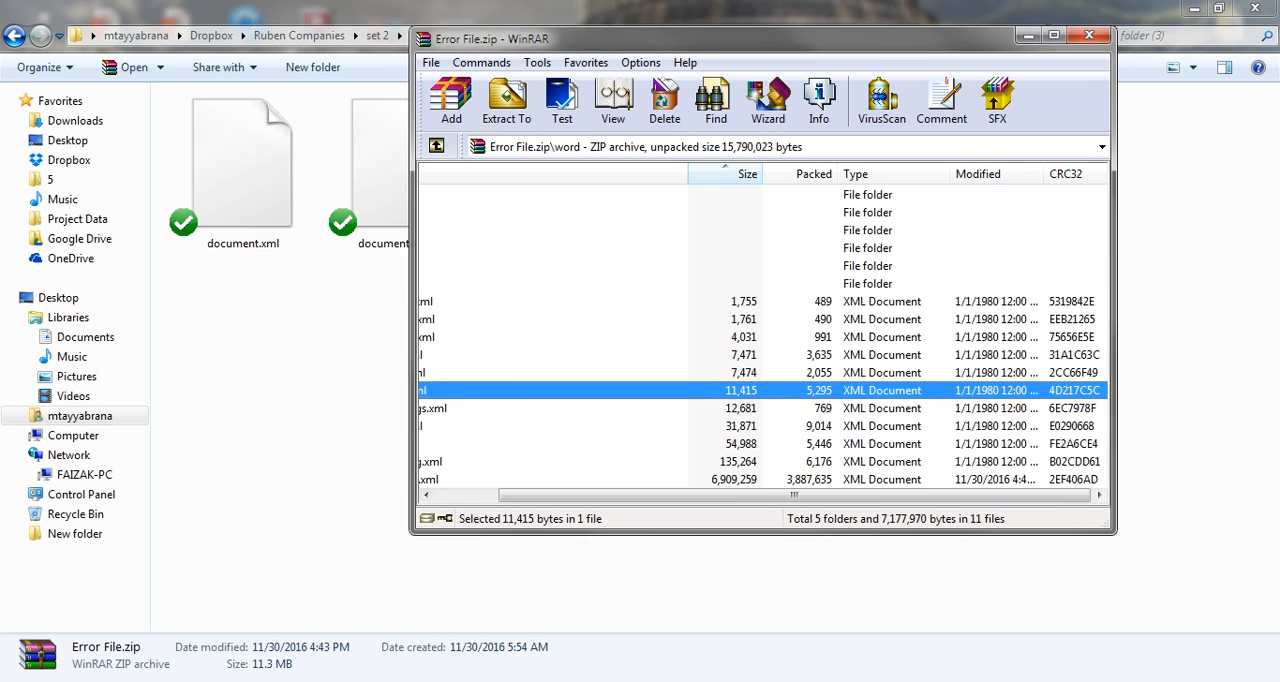 mtayyabrana
Dropbox
Ruben Companies
set 2
folder (3)
Organize
Open
Share with
New folder
Favorites
Downloads
Desktop
Dropbox
5
Music
Project Data
Google Drive
OneDrive
Desktop
Libraries
Documents
Music
Pictures
Videos
mtayyabrana
Computer
Network
FAIZAK-PC
Control Panel
Recycle Bin
New folder
document.xml
document
Error File.zip - WinRAR
File Commands Tools Favorites Options Help
Add Extract To Test View Delete Find Wizard Info VirusScan Comment SFX
Error File.zip\word - ZIP archive, unpacked size 15,790,023 bytes
Size Packed Type Modified CRC32
File folder
File folder
File folder
File folder
File folder
File folder
xml 1,755 489 XML Document 1/1/1980 12:00 ... 5319842E
xml 1,761 490 XML Document 1/1/1980 12:00 ... EEB21265
xml 4,031 991 XML Document 1/1/1980 12:00 ... 75656E5E
l 7,471 3,635 XML Document 1/1/1980 12:00 ... 31A1C63C
ml 7,474 2,055 XML Document 1/1/1980 12:00 ... 2CC66F49
ml 11,415 5,295 XML Document 1/1/1980 12:00 ... 4D217C5C
gs.xml 12,681 769 XML Document 1/1/1980 12:00 ... 6EC7978F
l 31,871 9,014 XML Document 1/1/1980 12:00 ... E0290668
54,988 5,446 XML Document 1/1/1980 12:00 ... FE2A6CE4
g.xml 135,264 6,176 XML Document 1/1/1980 12:00 ... B02CDD61
.xml 6,909,259 3,887,635 XML Document 11/30/2016 4:4... 2EF406AD
Selected 11,415 bytes in 1 file
Total 5 folders and 7,177,970 bytes in 11 files
Error File.zip Date modified: 11/30/2016 4:43 PM Date created: 11/30/2016 5:54 AM
WinRAR ZIP archive Size: 11.3 MB